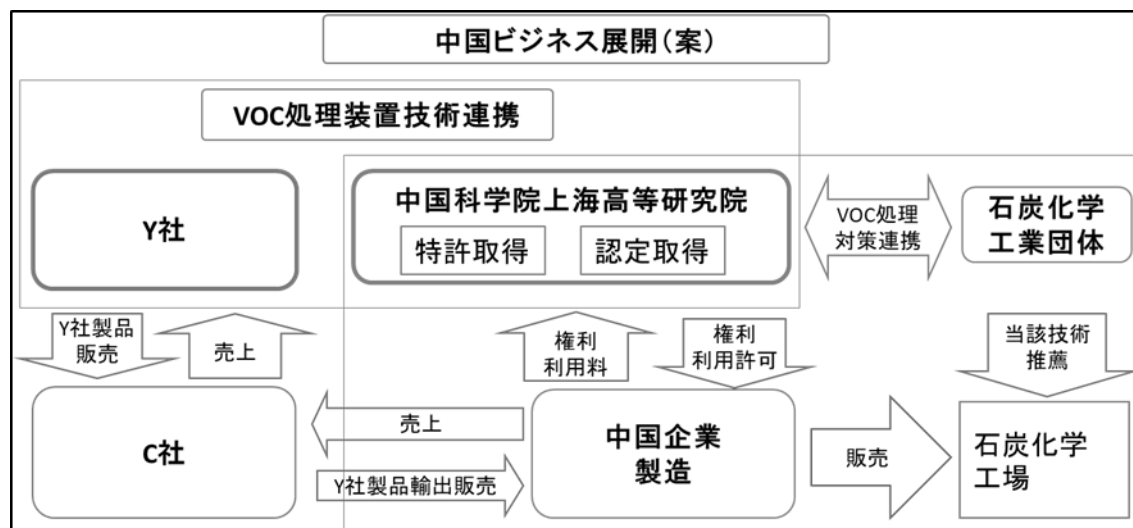 中国ビジネス展開(案)
VOC処理装置技術連携
Y社
中国科学院上海高等研究院
特許取得
認定取得
VOC処理
対策連携
石炭化学
工業団体
Y社製品
販売
売上
権利
利用料
権利
利用許可
当該技術
推薦
C社
売上
Y社製品輸出販売
中国企業
製造
販売
石炭化学
工場